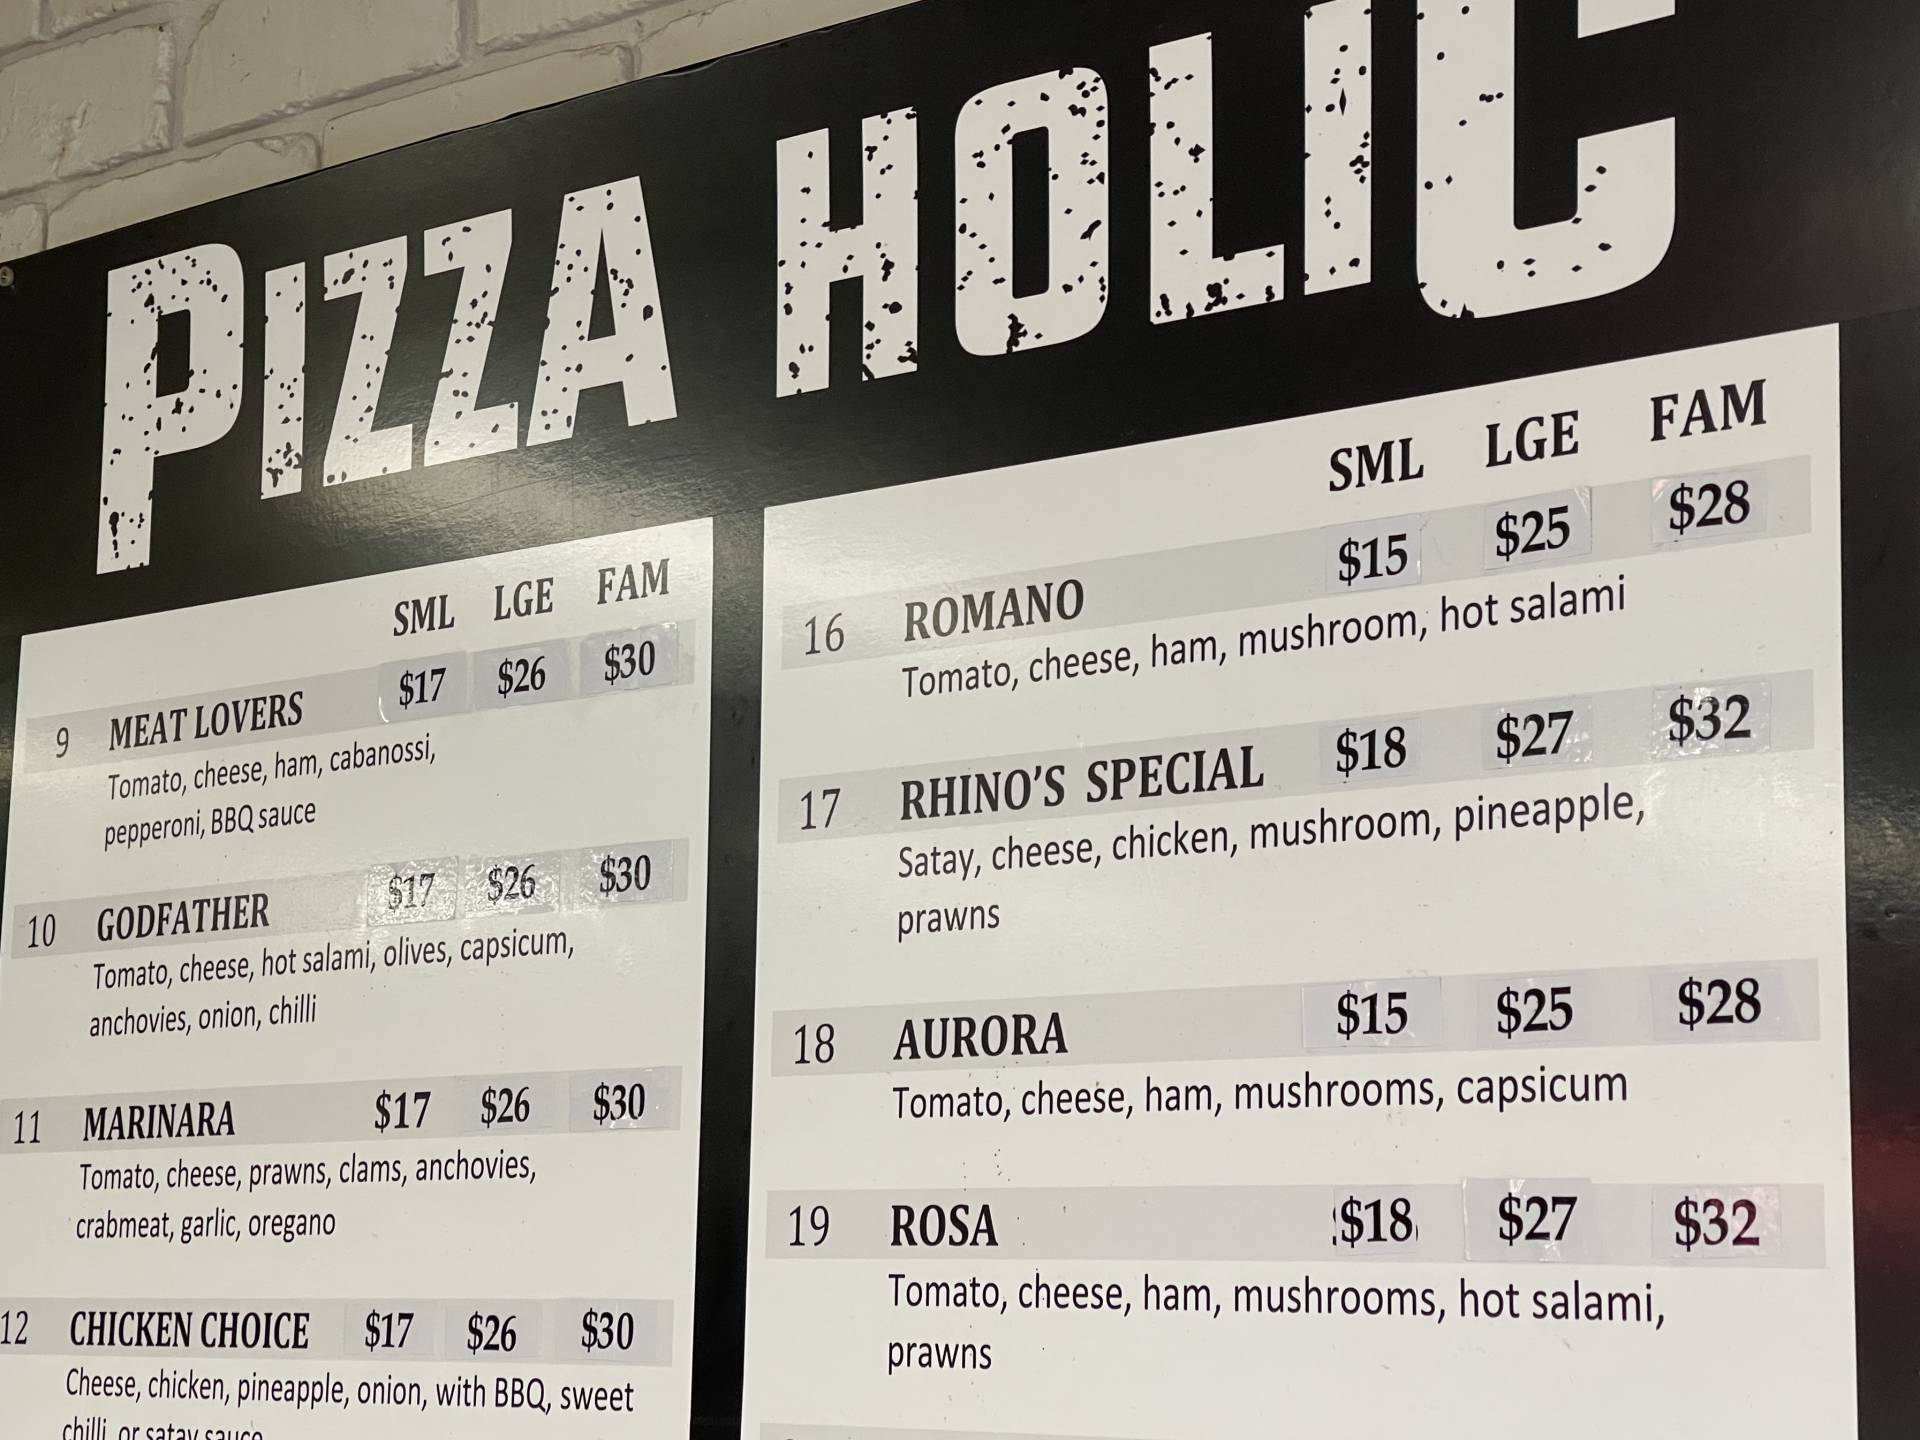 PIZZA HOLIC
SML LGE FAM
9 MEAT LOVERS $17 $26 $30
Tomato, cheese, ham, cabanossi,
pepperoni, BBQ sauce
10 GODFATHER $17 $26 $30
Tomato, cheese, hot salami, olives, capsicum,
anchovies, onion, chilli
11 MARINARA $17 $26 $30
Tomato, cheese, prawns, clams, anchovies,
crabmeat, garlic, oregano
12 CHICKEN CHOICE $17 $26 $30
Cheese, chicken, pineapple, onion, with BBQ, sweet
chilli, or satay sauce
SML LGE FAM
16 ROMANO $15 $25 $28
Tomato, cheese, ham, mushroom, hot salami
17 RHINO'S SPECIAL $18 $27 $32
Satay, cheese, chicken, mushroom, pineapple,
prawns
18 AURORA $15 $25 $28
Tomato, cheese, ham, mushrooms, capsicum
19 ROSA $18 $27 $32
Tomato, cheese, ham, mushrooms, hot salami,
prawns